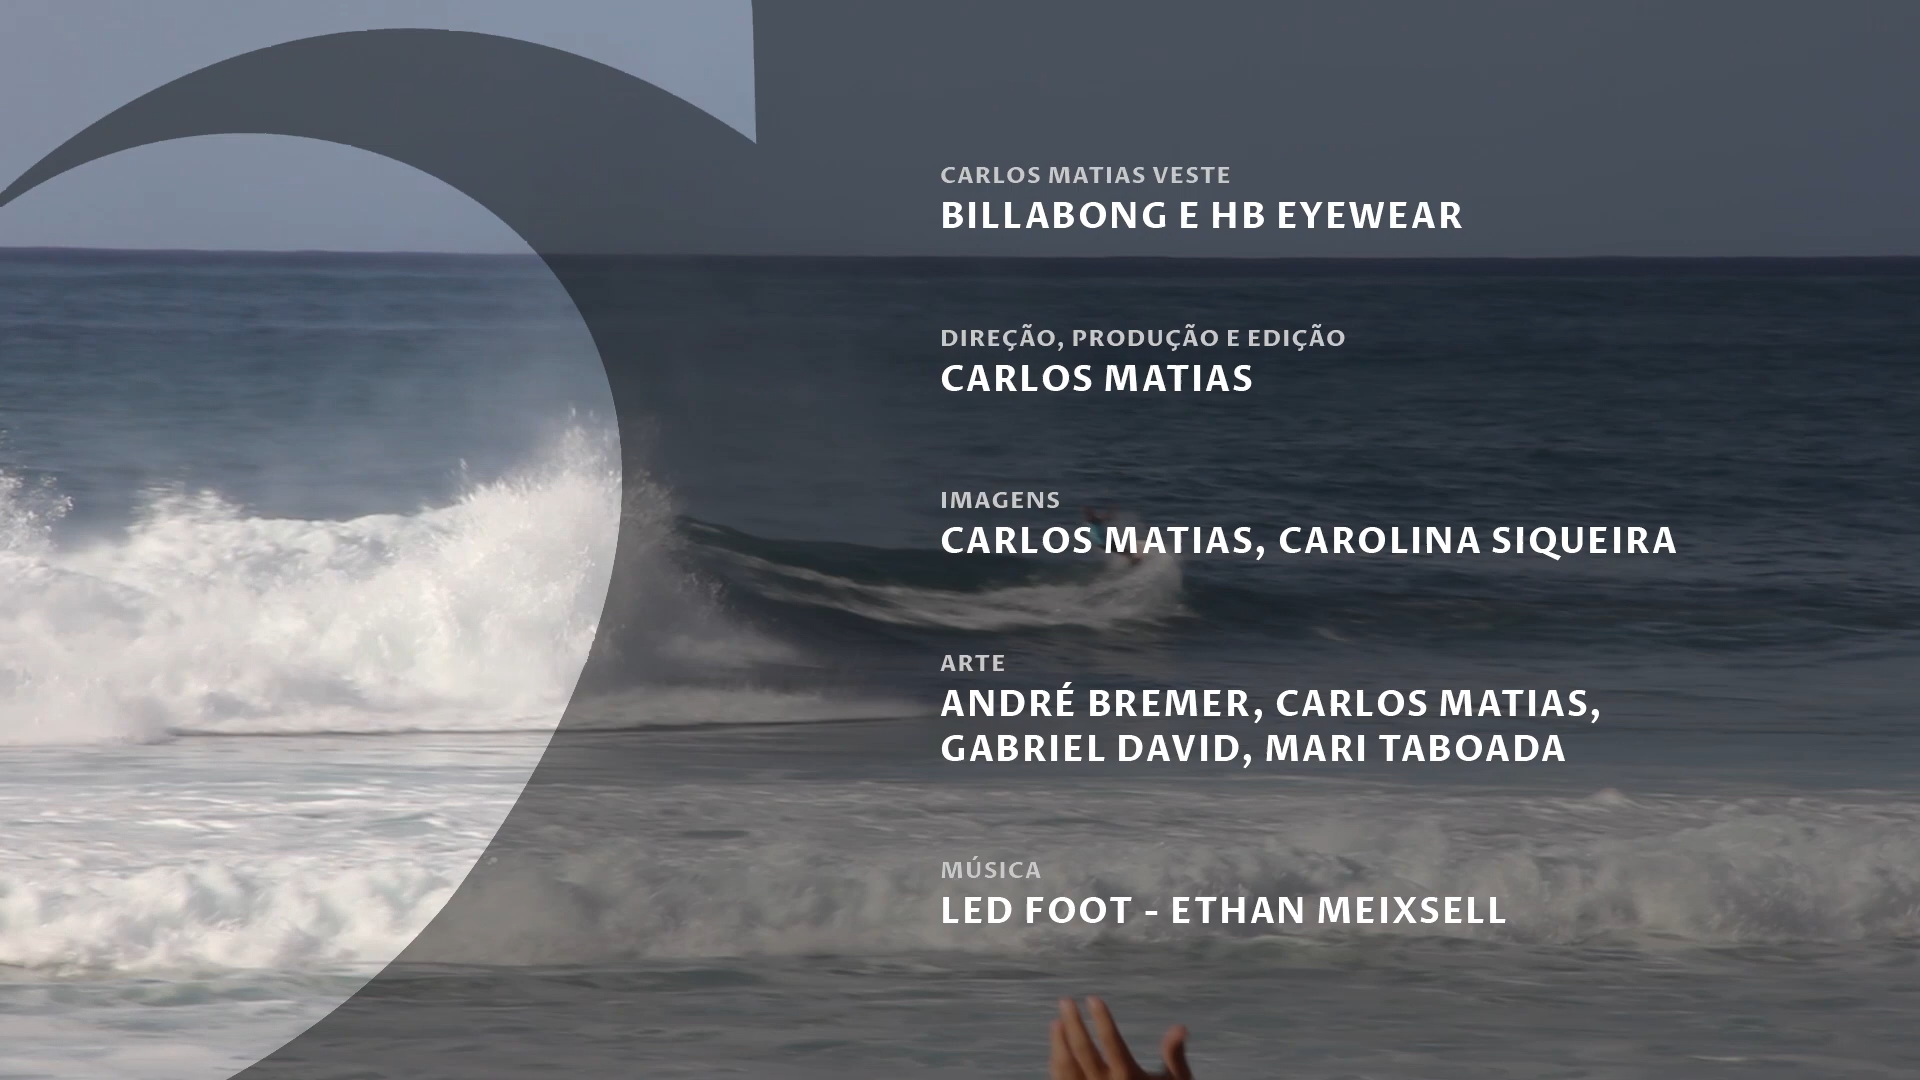 CARLOS MATIAS VESTE
BILLABONG E HB EYEWEAR
DIREÇÃO, PRODUÇÃO E EDIÇÃO
CARLOS MATIAS
IMAGENS
CARLOS MATIAS, CAROLINA SIQUEIRA
ARTE
ANDRÉ BREMER, CARLOS MATIAS,
GABRIEL DAVID, MARI TABOADA
MÚSICA
LED FOOT - ETHAN MEIXSELL